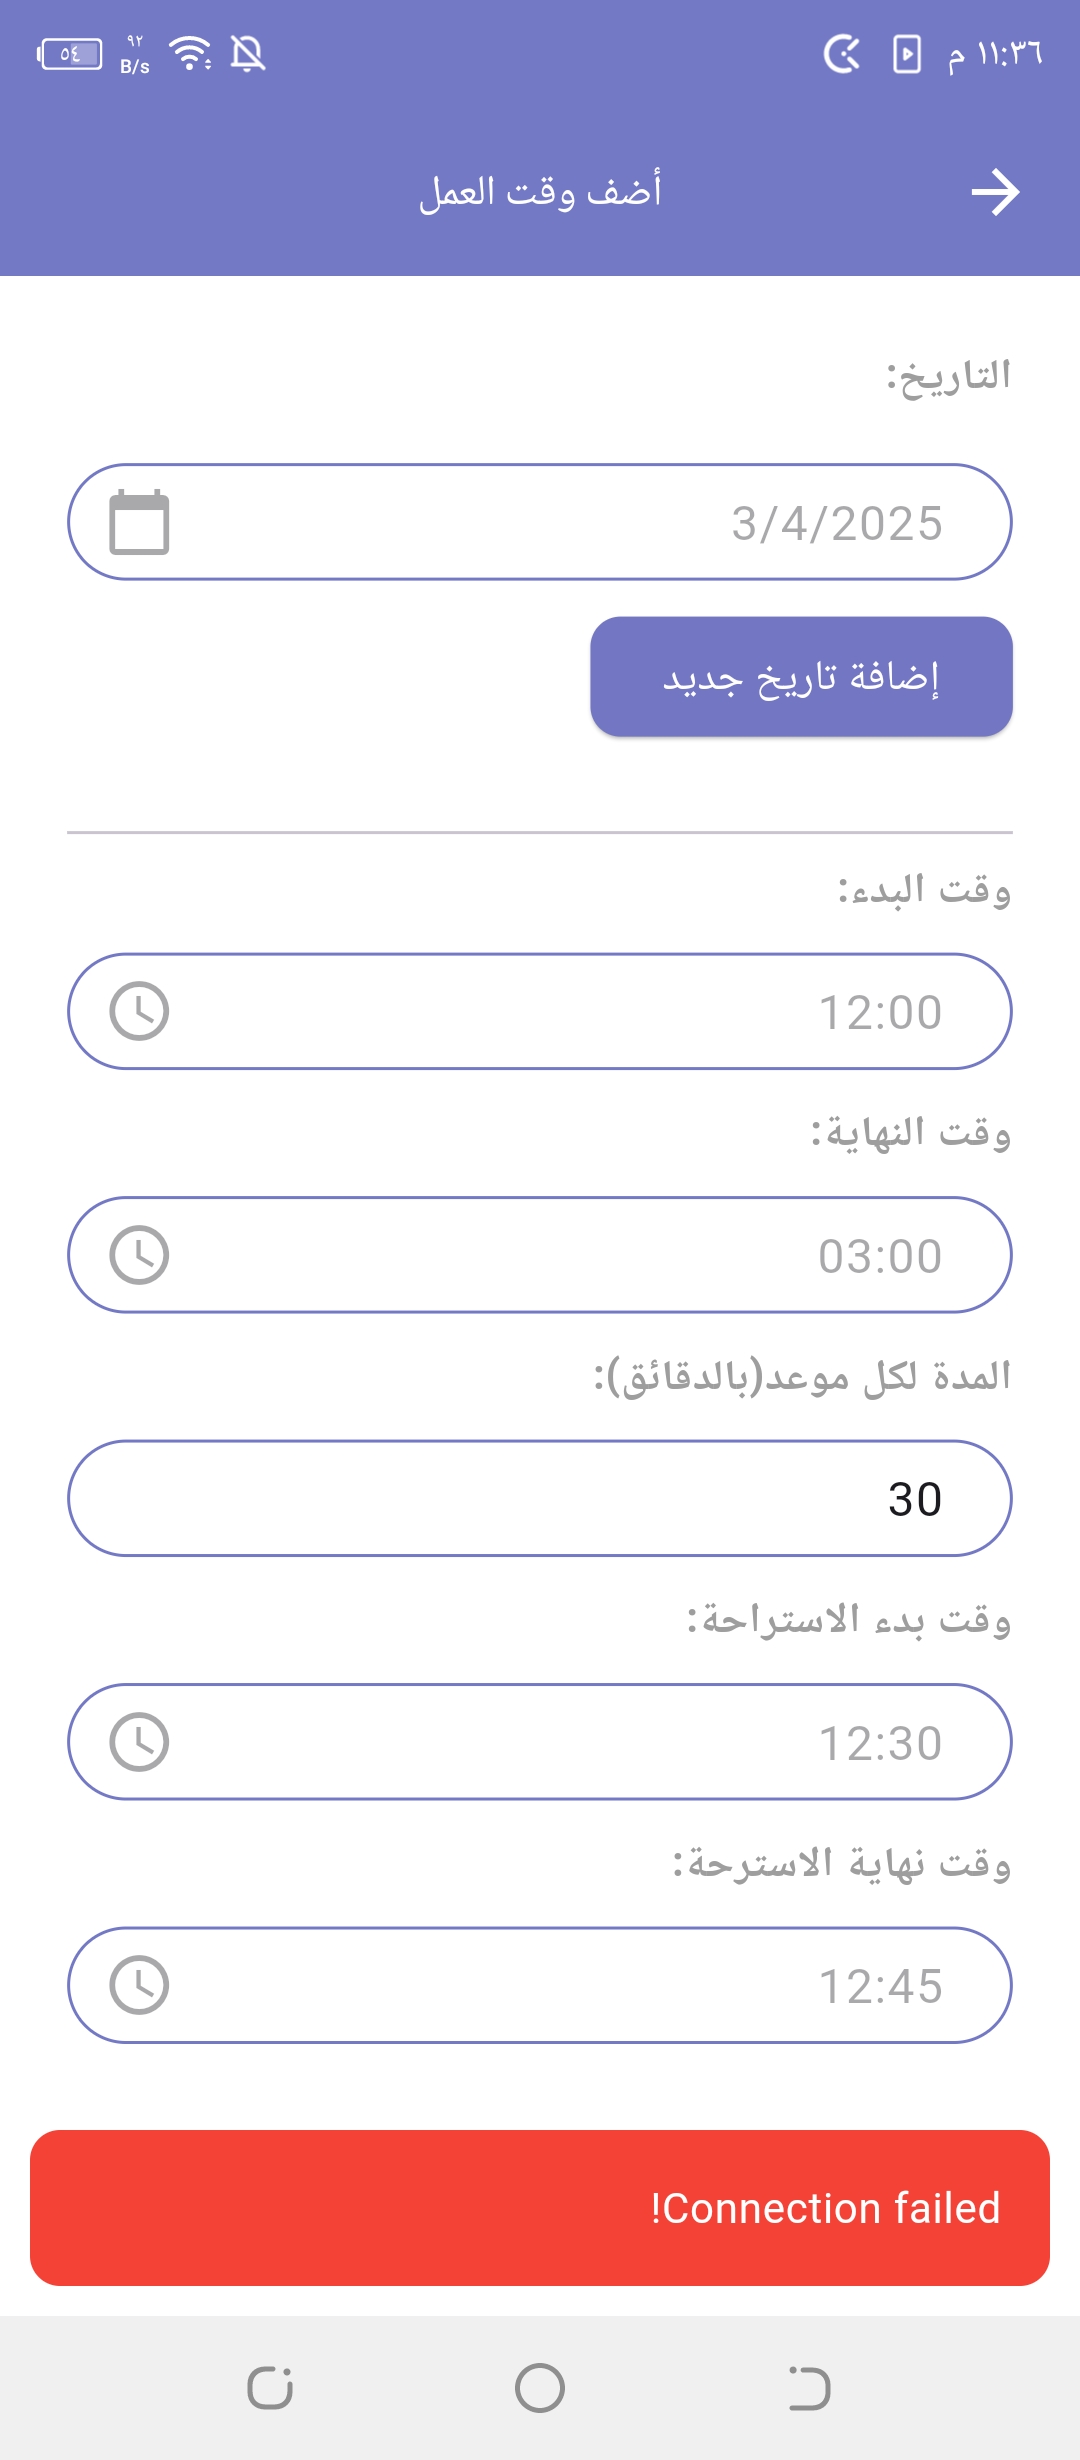 ١١:٣٦ م
٩٢
B/s
٥٤
أضف وقت العمل
التاريخ:
3/4/2025
إضافة تاريخ جديد
وقت البدء:
12:00
وقت النهاية:
03:00
المدة لكل موعد(بالدقائق):
30
وقت بدء الاستراحة:
12:30
وقت نهاية الاسترحة:
12:45
!Connection failed